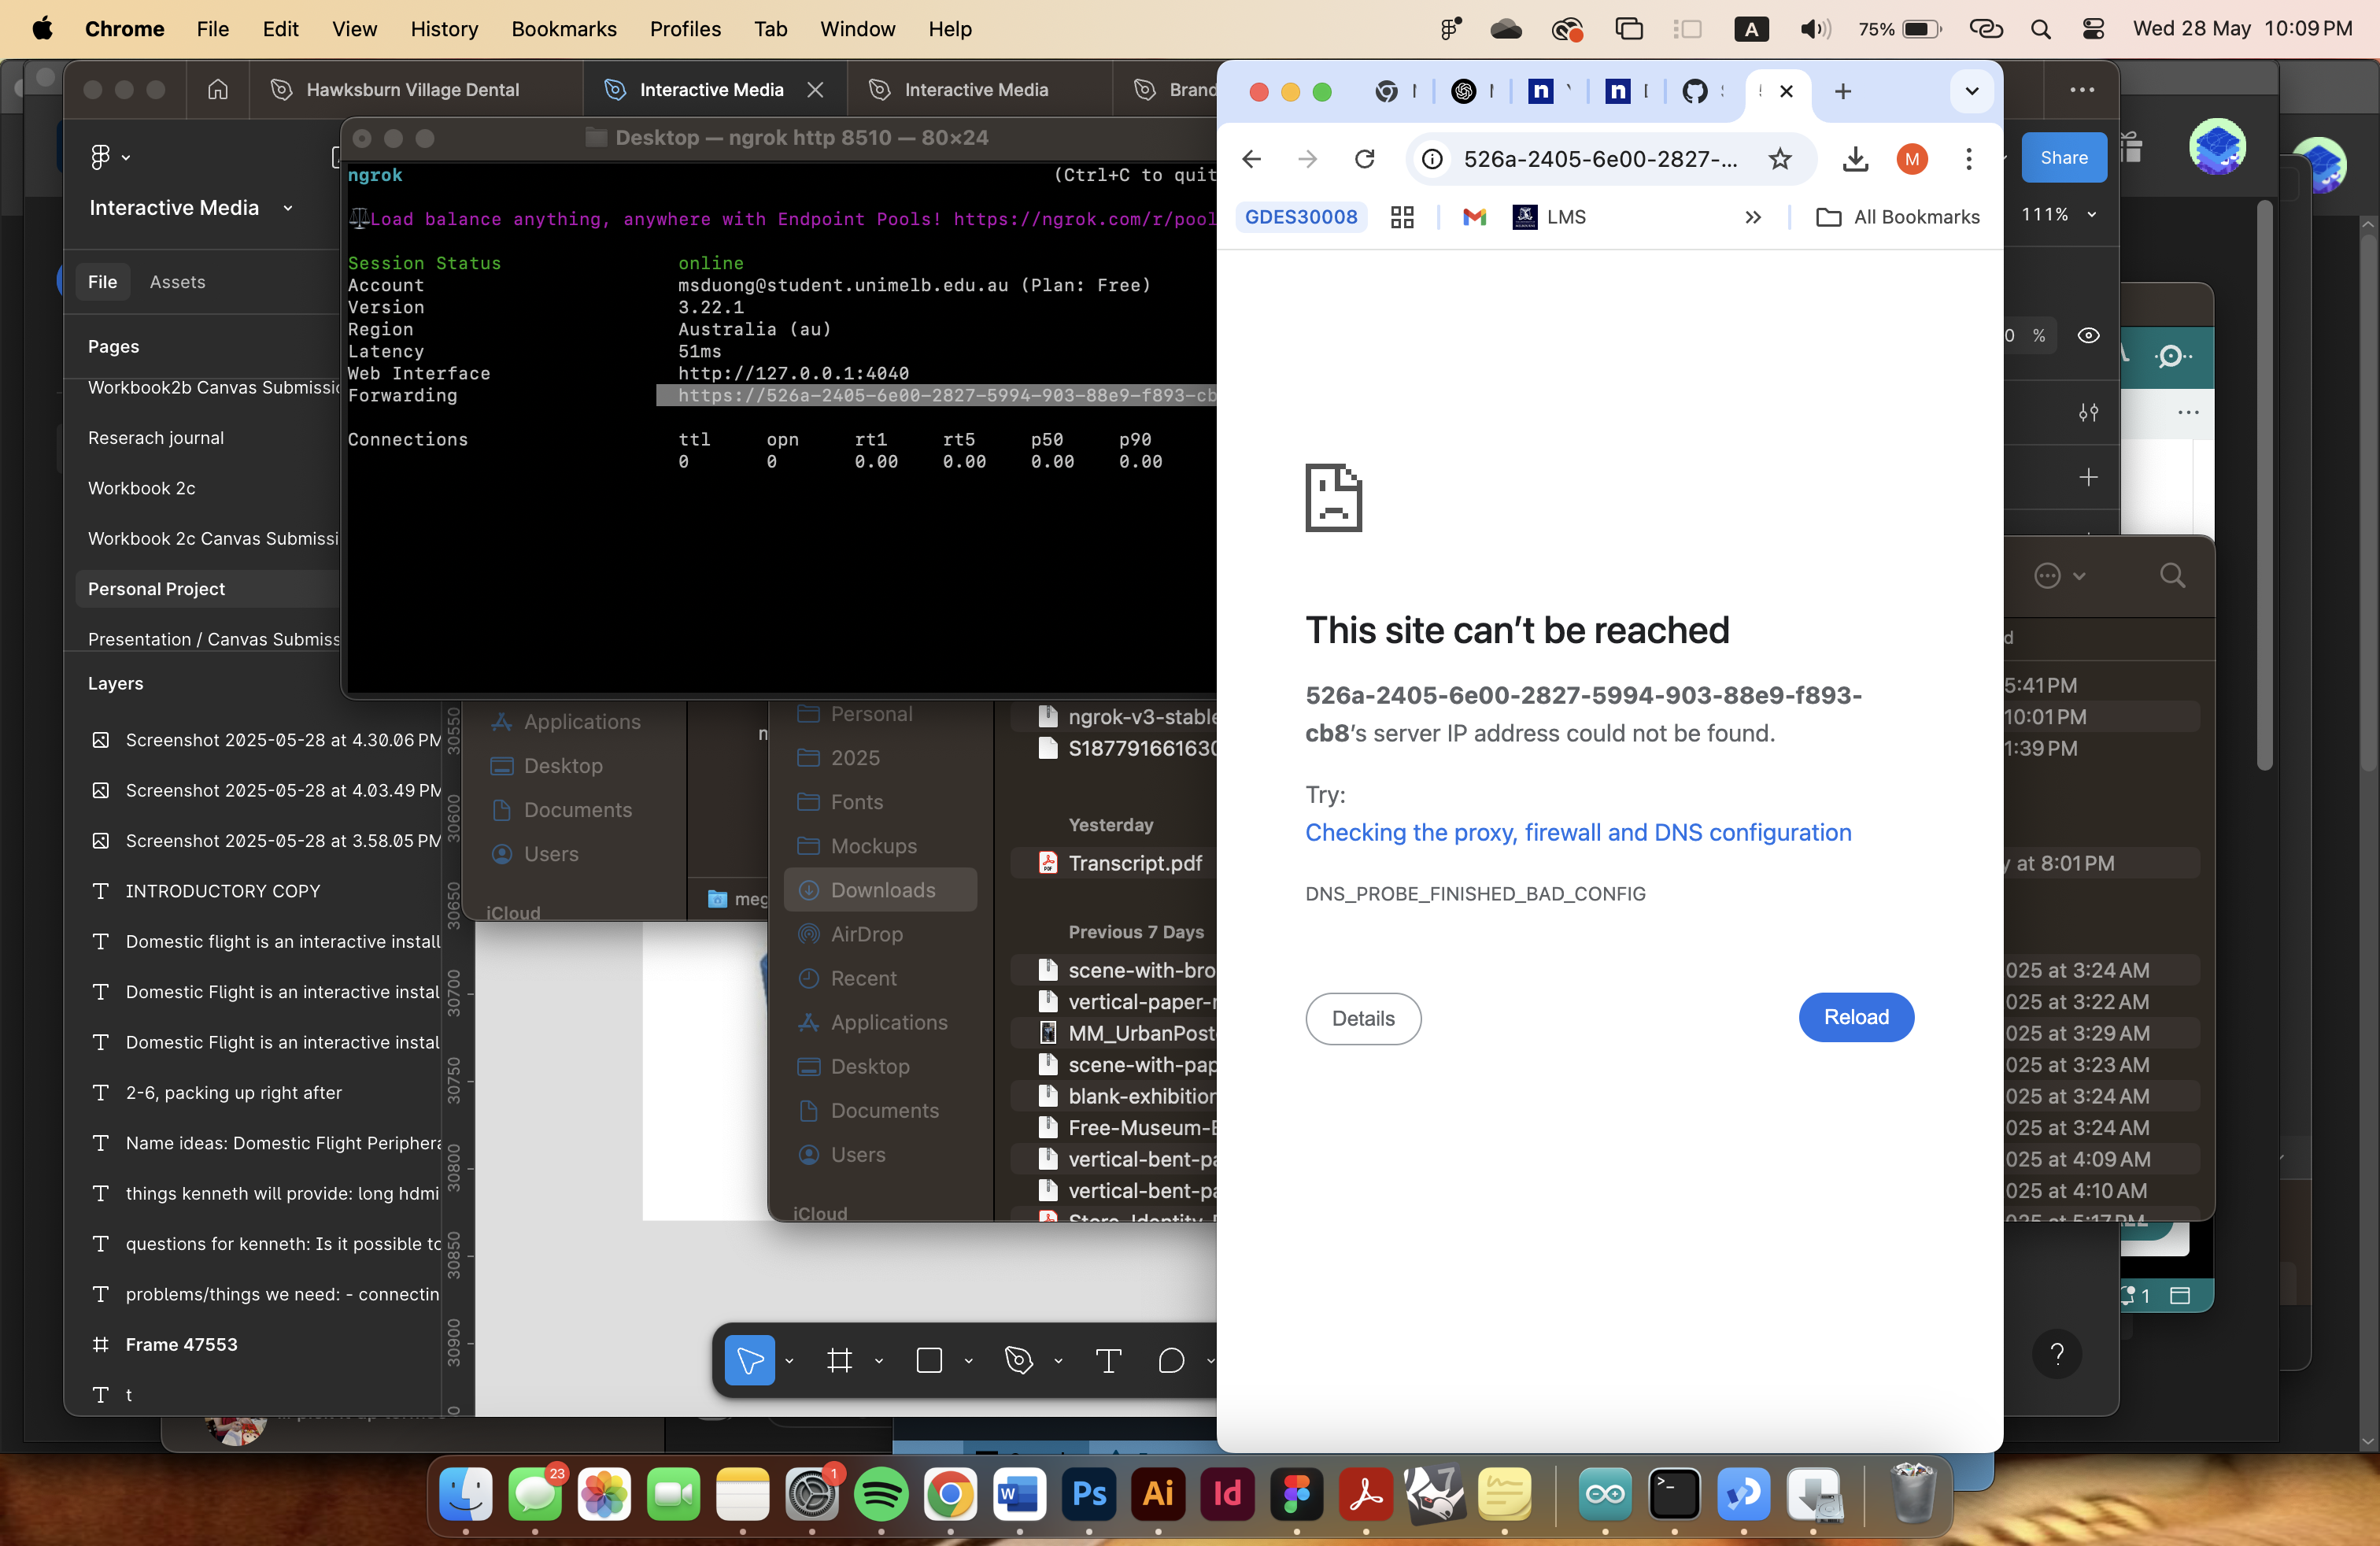 Chrome File Edit View History Bookmarks Profiles Tab Window Help
A 75% Wed 28 May 10:09 PM
Hawksburn Village Dental
Interactive Media
Interactive Media
Brand
Interactive Media
File Assets
Pages
Workbook2b Canvas Submissi
Reserach journal
Workbook 2c
Workbook 2c Canvas Submissi
Personal Project
Presentation / Canvas Submiss
Layers
Screenshot 2025-05-28 at 4.30.06 PM
Screenshot 2025-05-28 at 4.03.49 PM
Screenshot 2025-05-28 at 3.58.05 PM
INTRODUCTORY COPY
Domestic flight is an interactive install
Domestic Flight is an interactive instal
Domestic Flight is an interactive instal
2-6, packing up right after
Name ideas: Domestic Flight Periphera
things kenneth will provide: long hdmi
questions for kenneth: Is it possible to
problems/things we need: - connectin
Frame 47553
t
Desktop — ngrok http 8510 — 80×24
ngrok (Ctrl+C to quit
Load balance anything, anywhere with Endpoint Pools! https://ngrok.com/r/pool
Session Status online
Account msduong@student.unimelb.edu.au (Plan: Free)
Version 3.22.1
Region Australia (au)
Latency 51ms
Web Interface http://127.0.0.1:4040
Forwarding https://526a-2405-6e00-2827-5994-903-88e9-f893-cb
Connections ttl opn rt1 rt5 p50 p90
0 0 0.00 0.00 0.00 0.00
30550
30600
30650
30700
30750
30800
30850
30900
Applications
Desktop
Documents
Users
iCloud
meg
Personal
2025
Fonts
Mockups
Downloads
AirDrop
Recent
Applications
Desktop
Documents
Users
iCloud
ngrok-v3-stable
S187791661630
Yesterday
Transcript.pdf
Previous 7 Days
scene-with-bro
vertical-paper-r
MM_UrbanPost
scene-with-pap
blank-exhibition
Free-Museum-E
vertical-bent-pa
vertical-bent-pa
526a-2405-6e00-2827-...
M
GDES30008
LMS
All Bookmarks
This site can’t be reached
526a-2405-6e00-2827-5994-903-88e9-f893-
cb8’s server IP address could not be found.
Try:
Checking the proxy, firewall and DNS configuration
DNS_PROBE_FINISHED_BAD_CONFIG
Details
Reload
Share
111%
0 %
5:41 PM
10:01 PM
1:39 PM
y at 8:01 PM
025 at 3:24 AM
025 at 3:22 AM
025 at 3:29 AM
025 at 3:23 AM
025 at 3:24 AM
025 at 3:24 AM
025 at 4:09 AM
025 at 4:10 AM
025 at 5:17 PM
1
?
23
1
W
Ps
Ai
Id
7